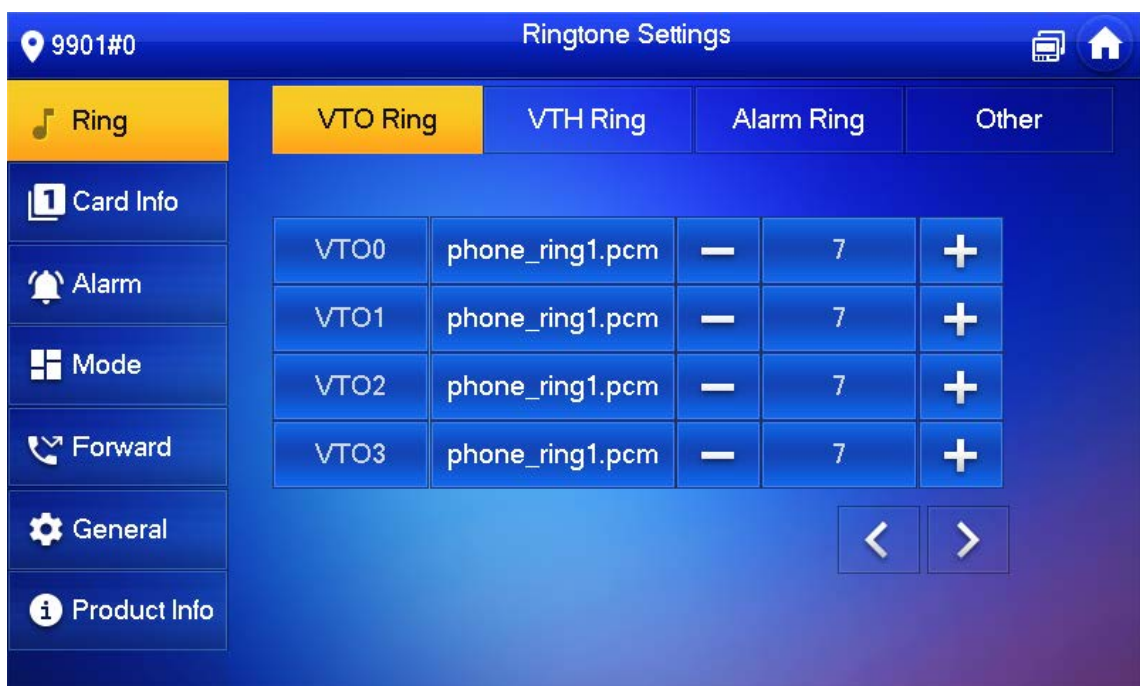 9901#0 Ringtone Settings
Ring
VTO Ring VTH Ring Alarm Ring Other
1 Card Info
VTO0 phone_ring1.pcm − 7 +
Alarm
VTO1 phone_ring1.pcm − 7 +
Mode
VTO2 phone_ring1.pcm − 7 +
Forward
VTO3 phone_ring1.pcm − 7 +
General
< >
i Product Info